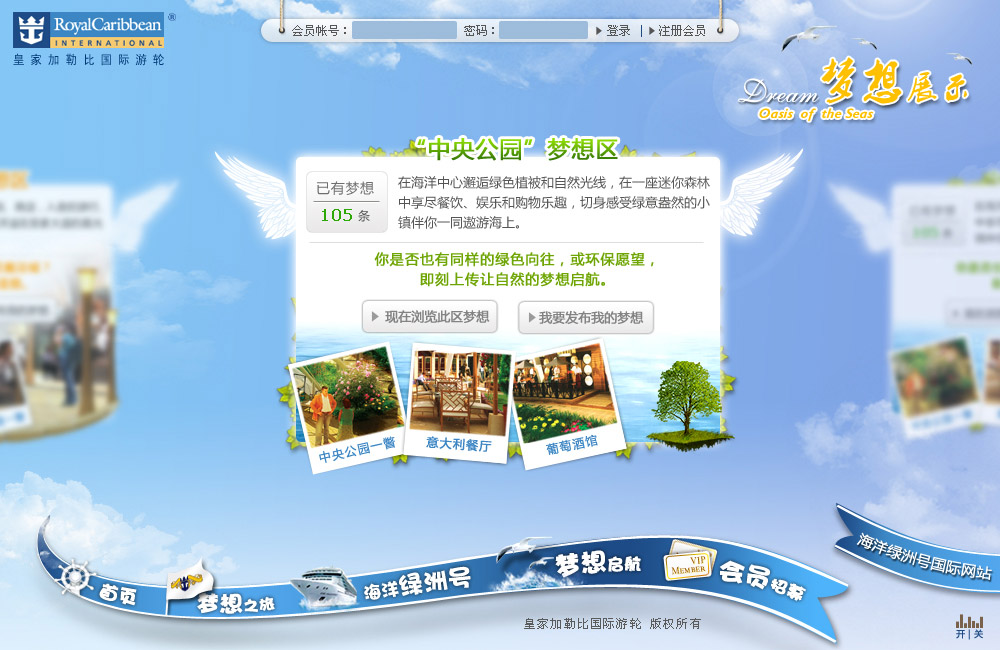 RoyalCaribbean®
INTERNATIONAL
皇家加勒比国际游轮
会员帐号： 密码： 登录 | 注册会员
Dream 梦想展示
Oasis of the Seas
“中央公园”梦想区
已有梦想
105 条
在海洋中心邂逅绿色植被和自然光线，在一座迷你森林
中享尽餐饮、娱乐和购物乐趣，切身感受绿意盎然的小
镇伴你一同遨游海上。
你是否也有同样的绿色向往，或环保愿望，
即刻上传让自然的梦想启航。
现在浏览此区梦想
我要发布我的梦想
中央公园一瞥
意大利餐厅
葡萄酒馆
首页
梦想之旅
海洋绿洲号
梦想启航
VIP
MEMBER
会员招募
海洋绿洲号国际网站
皇家加勒比国际游轮 版权所有
开|关